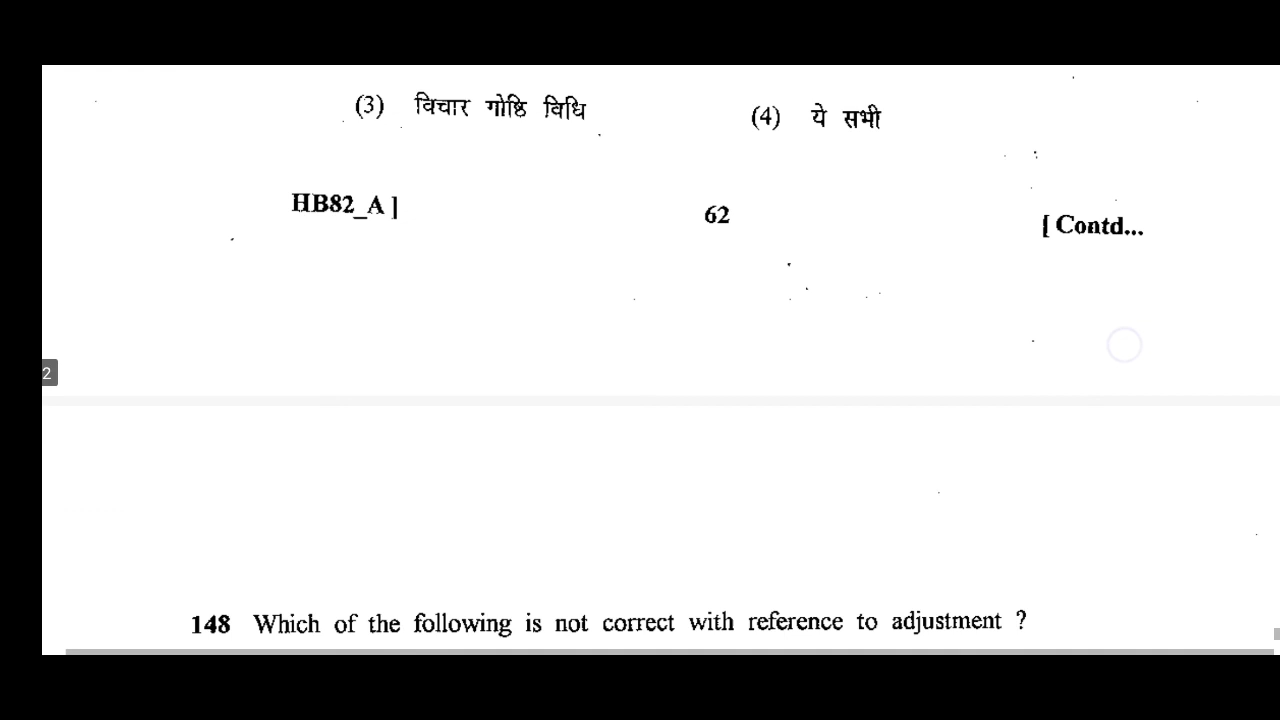 (3) विचार गोष्ठि विधि (4) ये सभी
HB82_A ] 62 [ Contd...
2
148 Which of the following is not correct with reference to adjustment ?